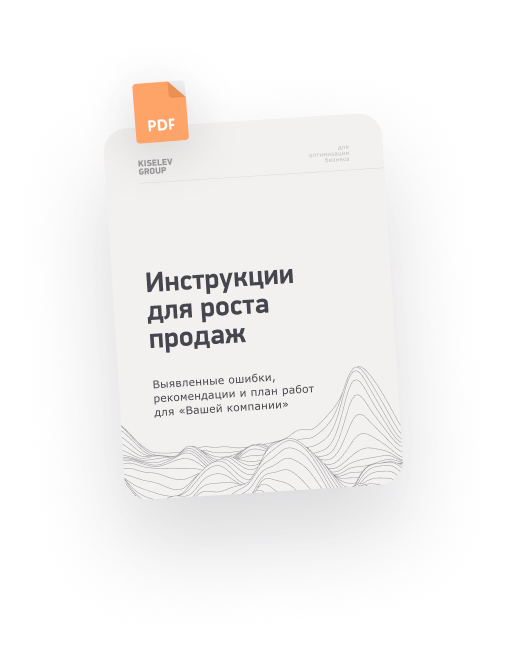 PDF
KISELEV
GROUP
для
оптимизации
бизнеса
Инструкции
для роста
продаж
Выявленные ошибки,
рекомендации и план работ
для «Вашей компании»